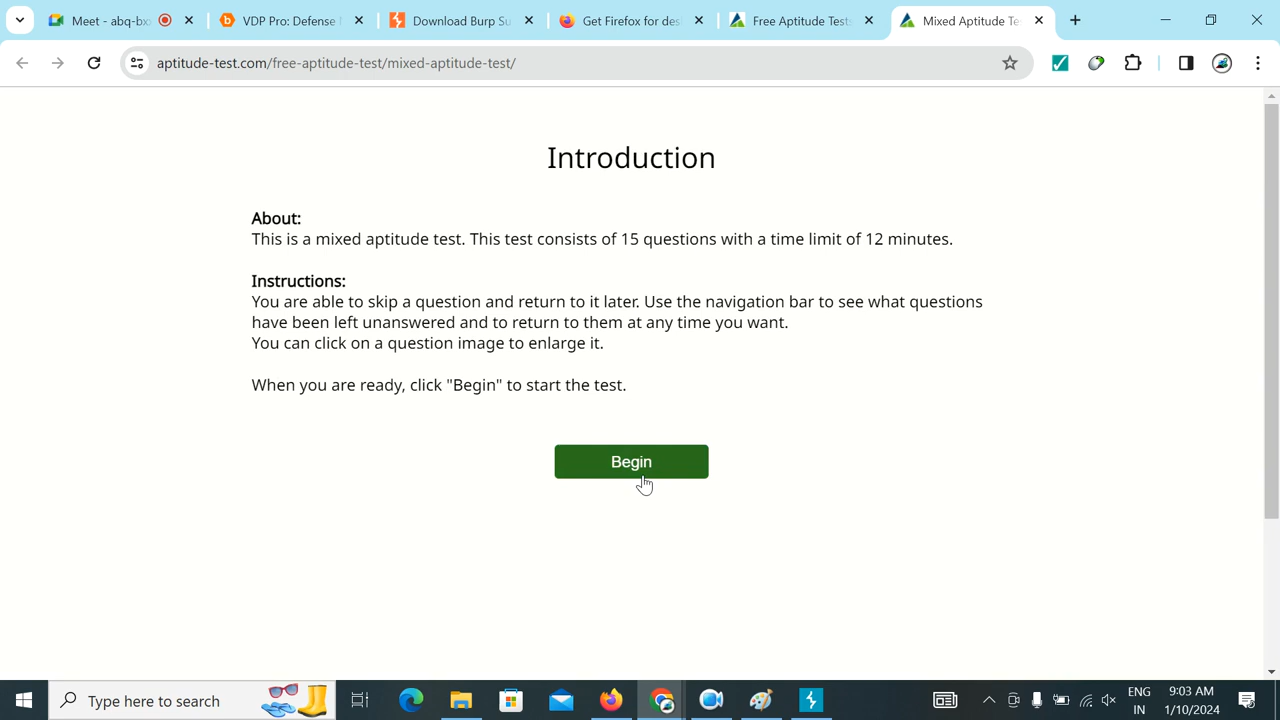 Meet - abq-bx
VDP Pro: Defense
Download Burp Su
Get Firefox for des
Free Aptitude Tests
Mixed Aptitude Te
aptitude-test.com/free-aptitude-test/mixed-aptitude-test/
Introduction
About:
This is a mixed aptitude test. This test consists of 15 questions with a time limit of 12 minutes.
Instructions:
You are able to skip a question and return to it later. Use the navigation bar to see what questions
have been left unanswered and to return to them at any time you want.
You can click on a question image to enlarge it.
When you are ready, click "Begin" to start the test.
Begin
Type here to search
ENG
IN
9:03 AM
1/10/2024